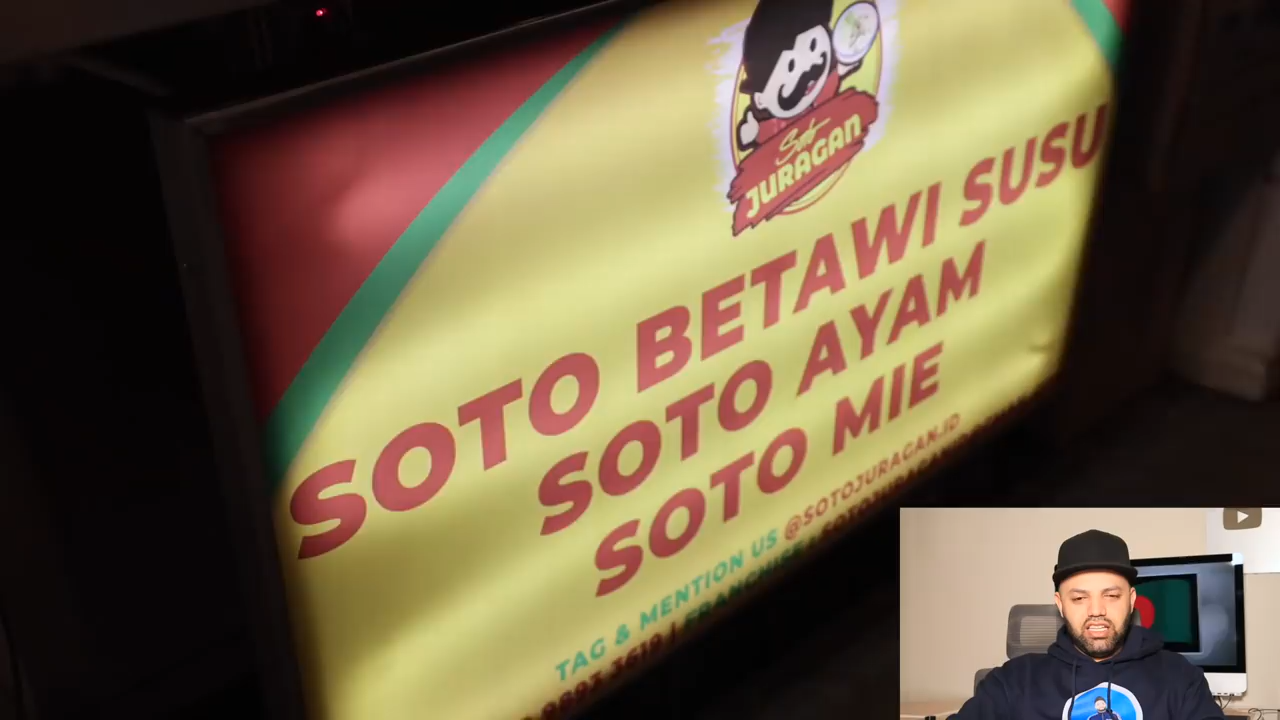 Soto
JURAGAN
SOTO BETAWI SUSU
SOTO AYAM
SOTO MIE
TAG & MENTION US @SOTOJURAGAN.ID